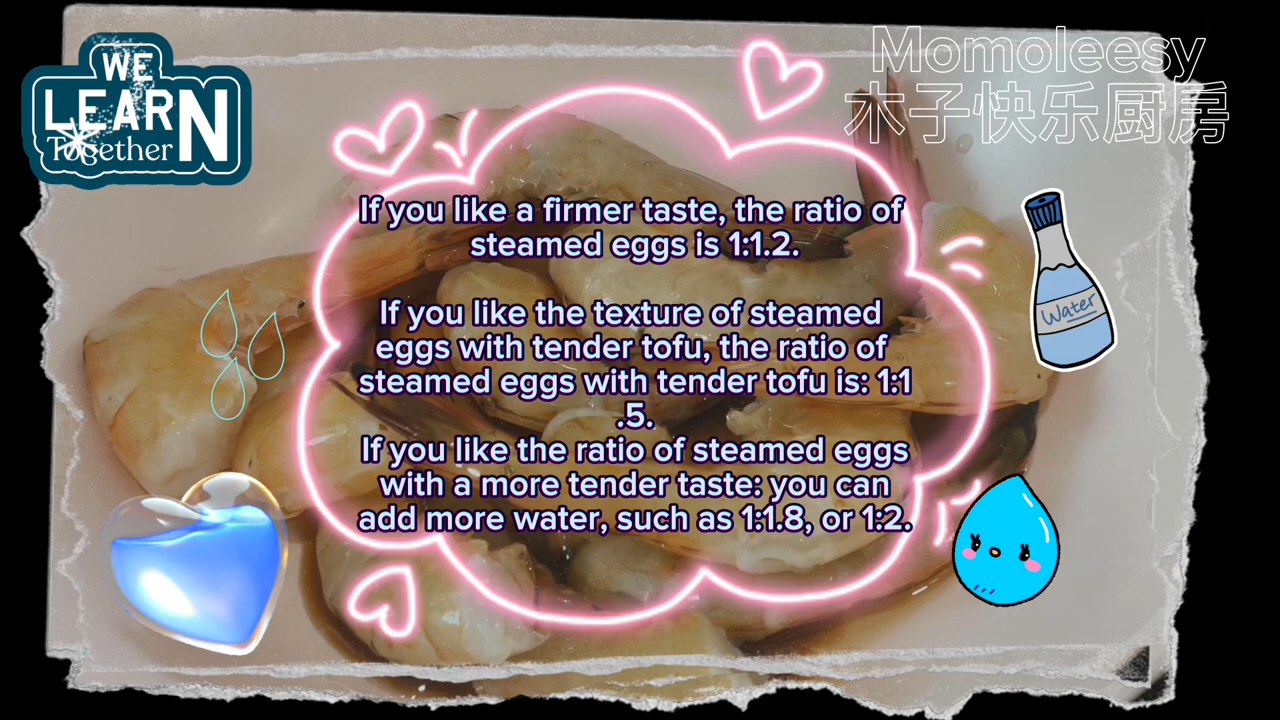 WE
LEARN
Together
Momoleesy
木子快乐厨房
If you like a firmer taste, the ratio of
steamed eggs is 1:1.2.
If you like the texture of steamed
eggs with tender tofu, the ratio of
steamed eggs with tender tofu is: 1:1
.5.
If you like the ratio of steamed eggs
with a more tender taste: you can
add more water, such as 1:1.8, or 1:2.
Water